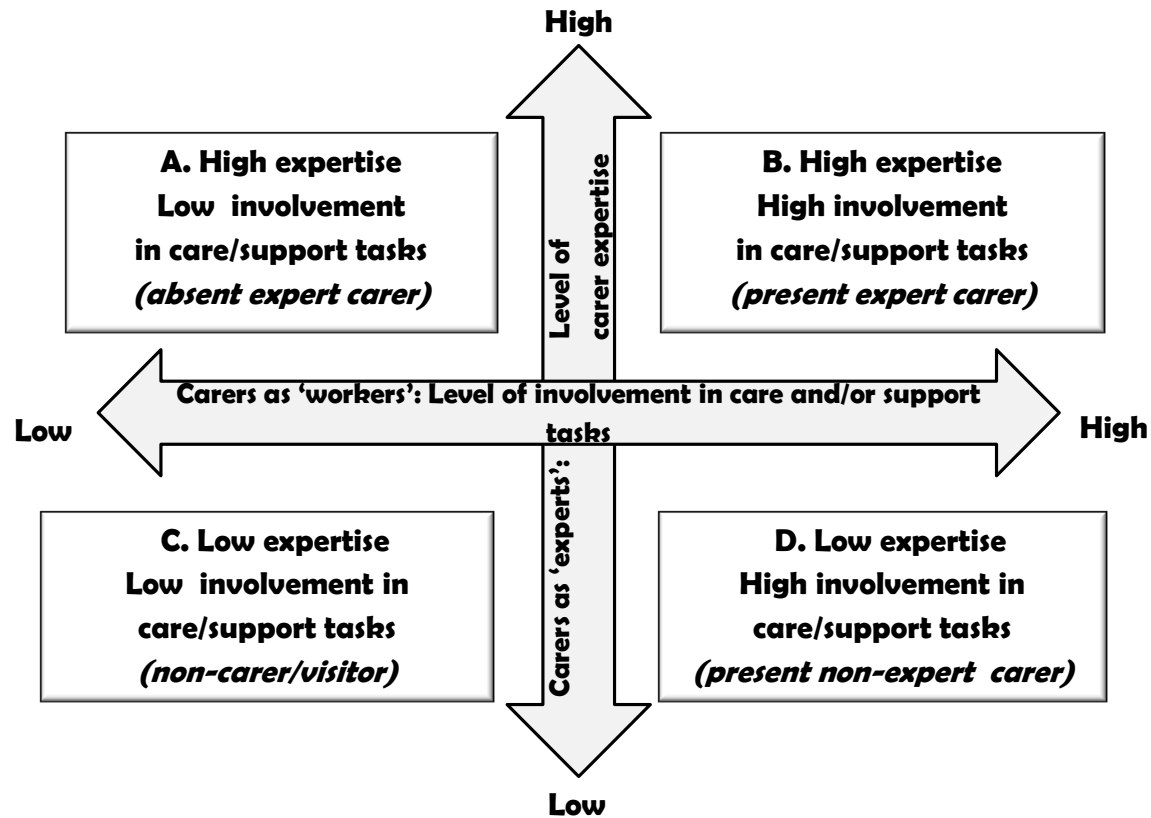 High
A. High expertise
Low involvement
in care/support tasks
(absent expert carer)
B. High expertise
High involvement
in care/support tasks
(present expert carer)
Level of
carer expertise
Carers as ‘workers’: Level of involvement in care and/or support
tasks
Low
High
Carers as ‘experts’:
C. Low expertise
Low involvement in
care/support tasks
(non-carer/visitor)
D. Low expertise
High involvement in
care/support tasks
(present non-expert carer)
Low